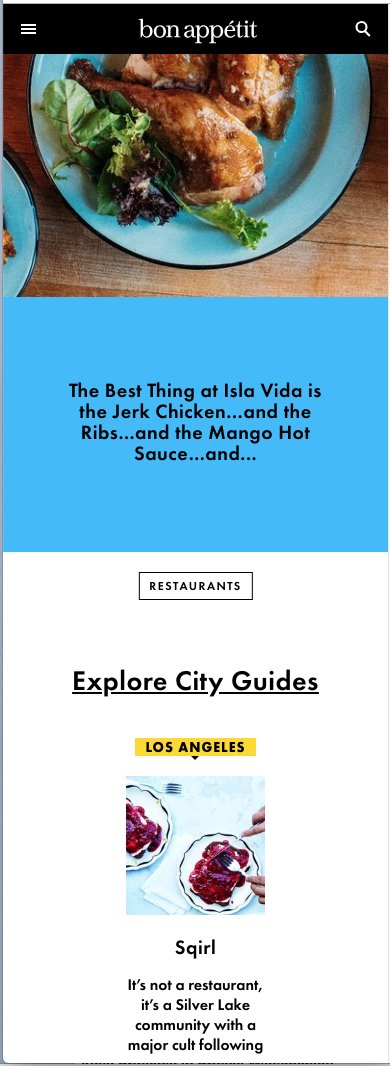 bon appétit
The Best Thing at Isla Vida is
the Jerk Chicken...and the
Ribs...and the Mango Hot
Sauce...and...
RESTAURANTS
Explore City Guides
LOS ANGELES
Sqirl
It's not a restaurant,
it's a Silver Lake
community with a
major cult following